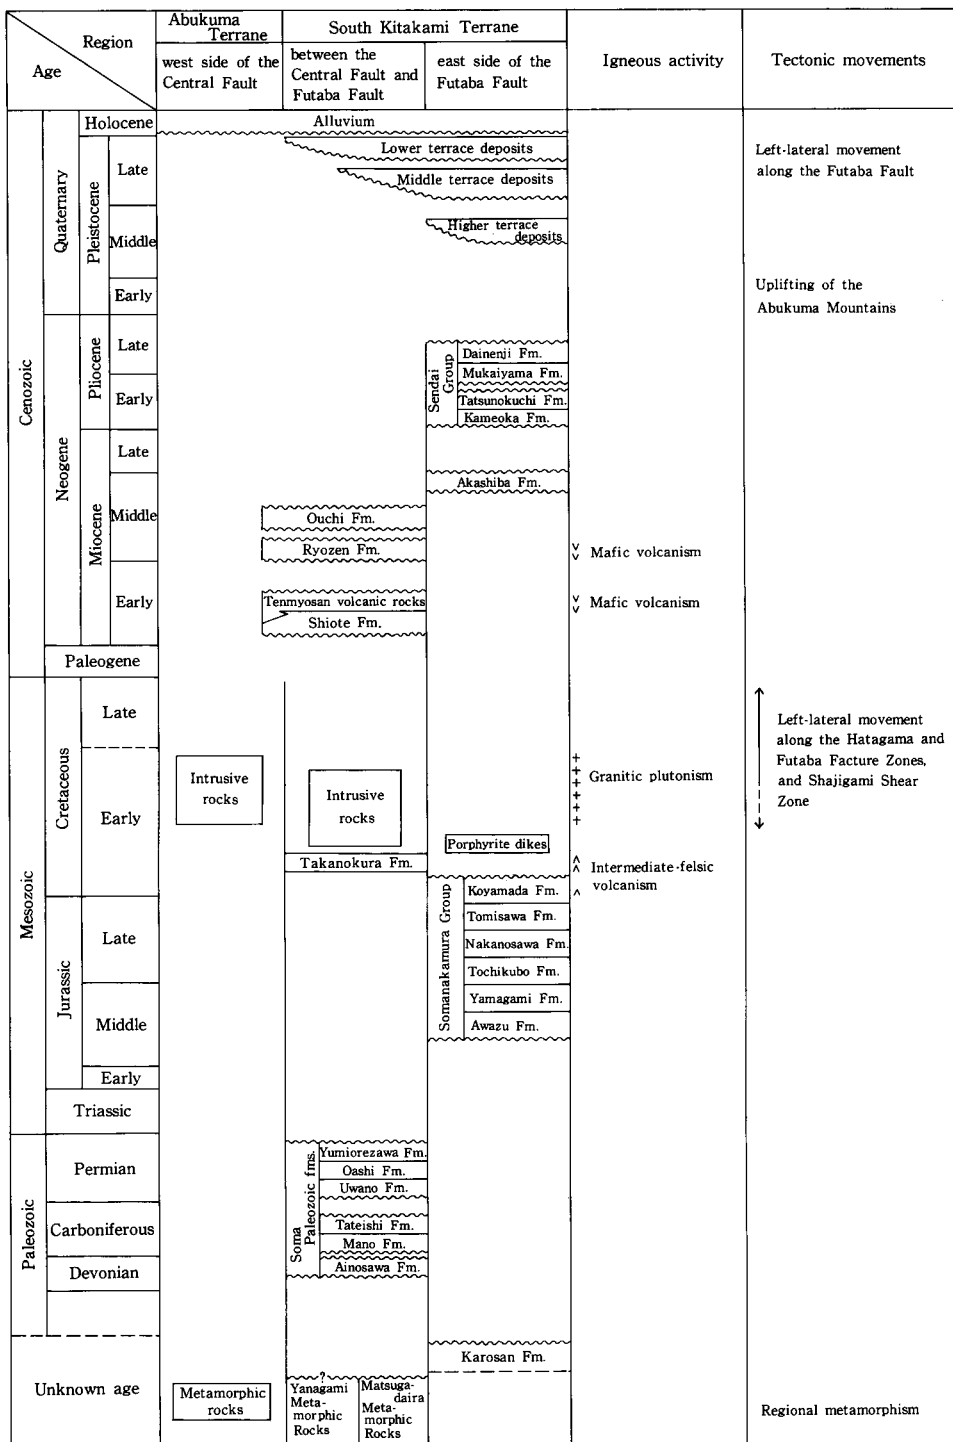 Region
Age
Abukuma
Terrane
South Kitakami Terrane
west side of the
Central Fault
between the
Central Fault and
Futaba Fault
east side of the
Futaba Fault
Igneous activity
Tectonic movements
Cenozoic
Quaternary
Holocene
Pleistocene
Late
Middle
Early
Neogene
Pliocene
Late
Early
Miocene
Late
Middle
Early
Paleogene
Mesozoic
Cretaceous
Late
Early
Jurassic
Late
Middle
Early
Triassic
Paleozoic
Permian
Carboniferous
Devonian
Unknown age
Alluvium
Lower terrace deposits
Middle terrace deposits
Higher terrace
deposits
Sendai
Group
Dainenji Fm.
Mukaiyama Fm.
Tatsunokuchi Fm.
Kameoka Fm.
Akashiba Fm.
Ouchi Fm.
Ryozen Fm.
Tenmyosan volcanic rocks
Shiote Fm.
Intrusive
rocks
Intrusive
rocks
Porphyrite dikes
Takanokura Fm.
Somanakamura Group
Koyamada Fm.
Tomisawa Fm.
Nakanosawa Fm.
Tochikubo Fm.
Yamagami Fm.
Awazu Fm.
Soma
Paleozoic fms.
Yumiorezawa Fm.
Oashi Fm.
Uwano Fm.
Tateishi Fm.
Mano Fm.
Ainosawa Fm.
Karosan Fm.
Metamorphic
rocks
?
Yanagami
Meta-
morphic
Rocks
Matsuga-
daira
Meta-
morphic
Rocks
Mafic volcanism
Mafic volcanism
Granitic plutonism
Intermediate-felsic
volcanism
Left-lateral movement
along the Futaba Fault
Uplifting of the
Abukuma Mountains
Left-lateral movement
along the Hatagama and
Futaba Facture Zones,
and Shajigami Shear
Zone
Regional metamorphism